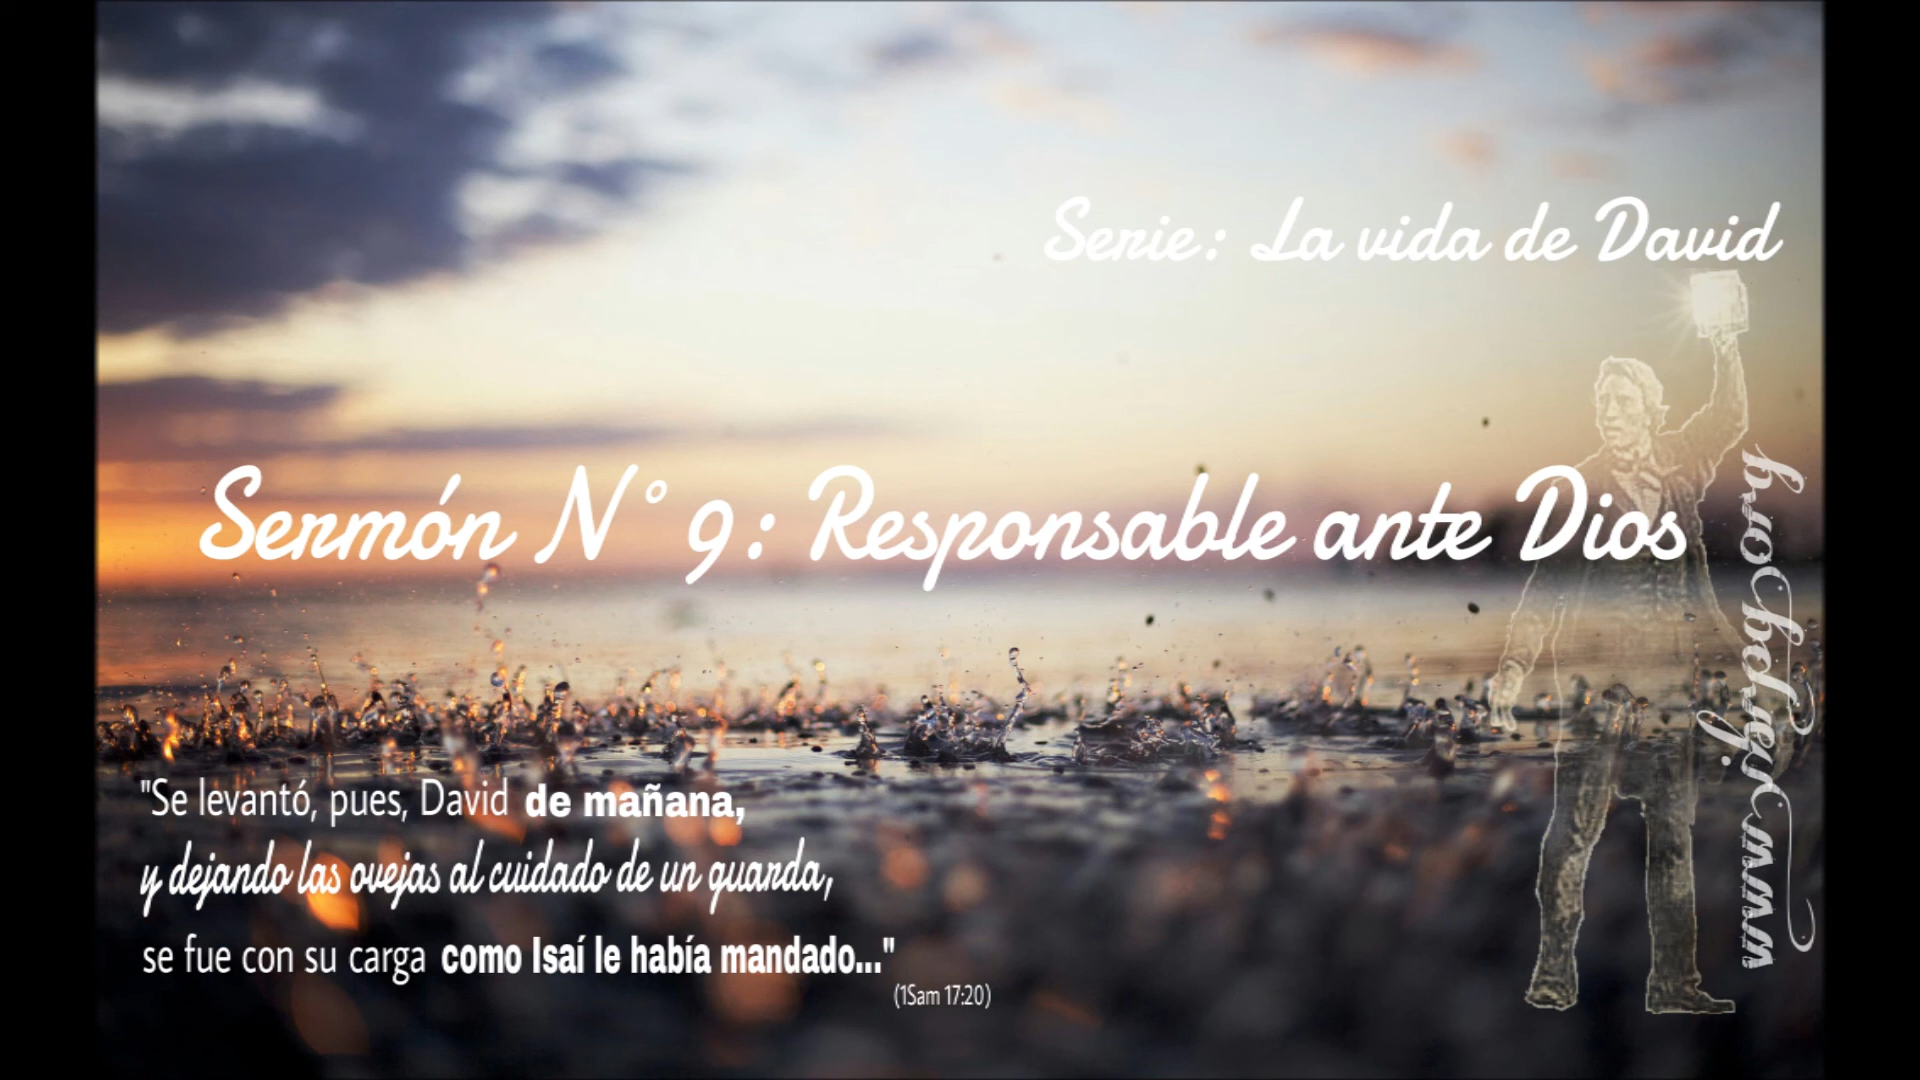 Serie: La vida de David
Sermón N° 9: Responsable ante Dios
"Se levantó, pues, David de mañana,
y dejando las ovejas al cuidado de un guarda,
se fue con su carga como Isaí le había mandado..."
(1Sam 17:20)